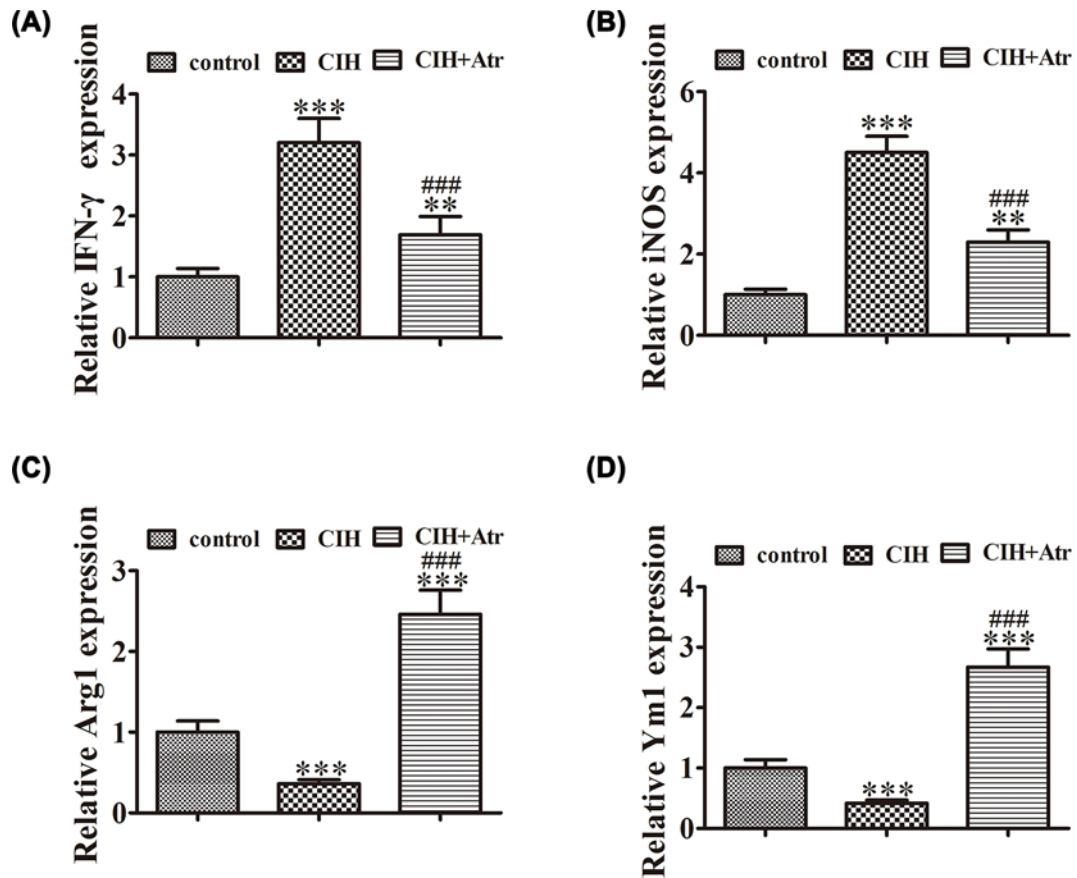 (A)
control CIH CIH+Atr
Relative IFN-γ expression
4
3
2
1
0
***
###
**
(B)
control CIH CIH+Atr
Relative iNOS expression
6
4
2
0
***
###
**
(C)
control CIH CIH+Atr
Relative Arg1 expression
3
2
1
0
***
###
***
(D)
control CIH CIH+Atr
Relative Ym1 expression
4
3
2
1
0
***
###
***